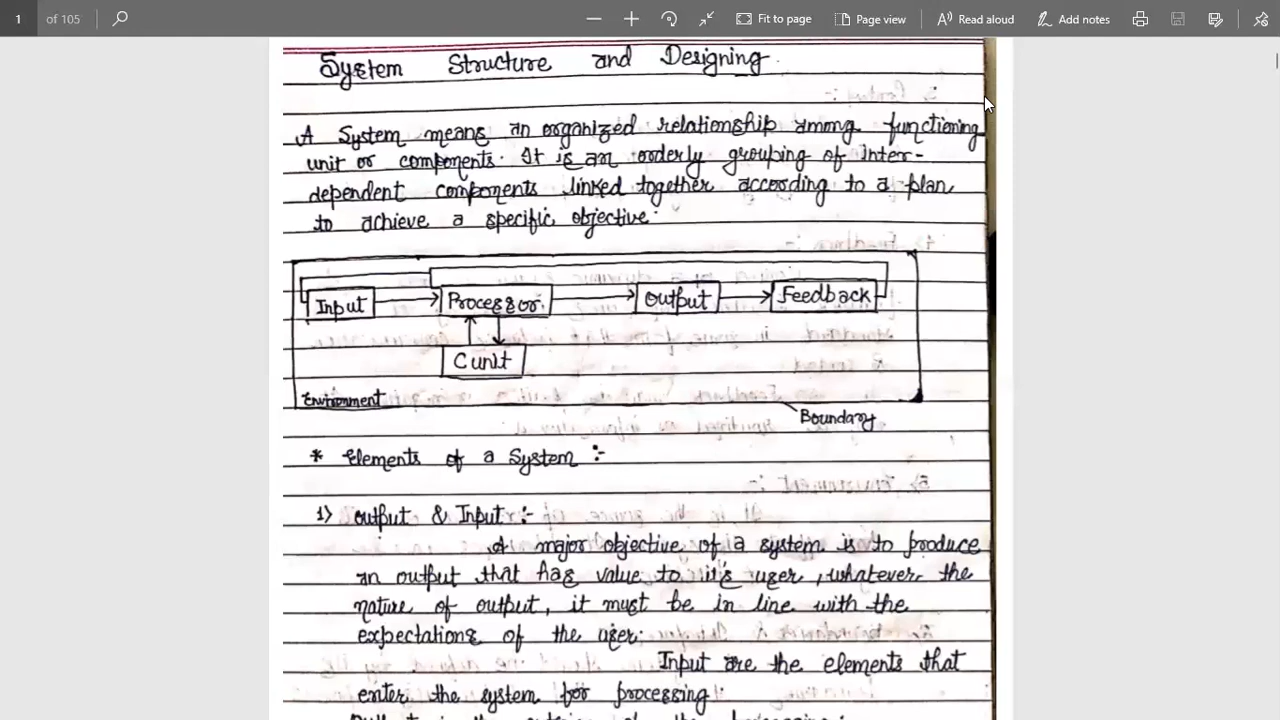 1 of 105
Fit to page
Page view
Read aloud
Add notes
System Structure and Designing
A System means an organized relationship among functioning
unit or components. It is an orderly grouping of inter-
dependent components linked together according to a plan
to achieve a specific objective.
Input Processor Output Feedback
C unit
Environment
Boundary
* Elements of a System :-
1) Output & Input :-
A major objective of a system is to produce
an output that has value to it's user, whatever the
nature of output, it must be in line with the
expectations of the user.
Input are the elements that
enter the system for processing.